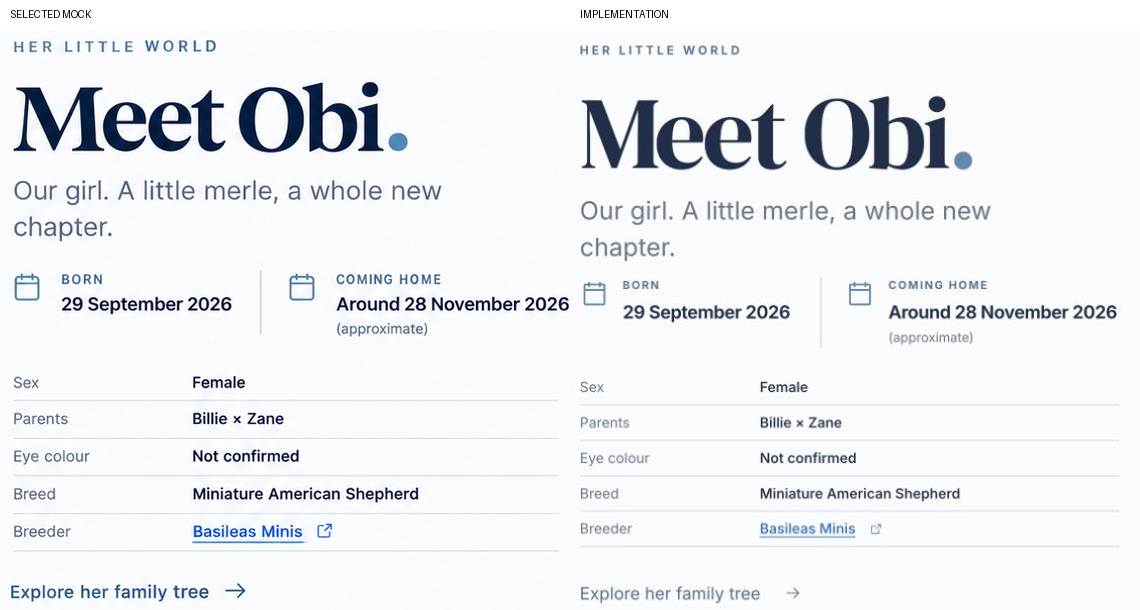 SELECTED MOCK
HER LITTLE WORLD
Meet Obi.
Our girl. A little merle, a whole new
chapter.
BORN
29 September 2026
COMING HOME
Around 28 November 2026
(approximate)
Sex Female
Parents Billie × Zane
Eye colour Not confirmed
Breed Miniature American Shepherd
Breeder Basileas Minis
Explore her family tree →
IMPLEMENTATION
HER LITTLE WORLD
Meet Obi.
Our girl. A little merle, a whole new
chapter.
BORN
29 September 2026
COMING HOME
Around 28 November 2026
(approximate)
Sex Female
Parents Billie × Zane
Eye colour Not confirmed
Breed Miniature American Shepherd
Breeder Basileas Minis
Explore her family tree →